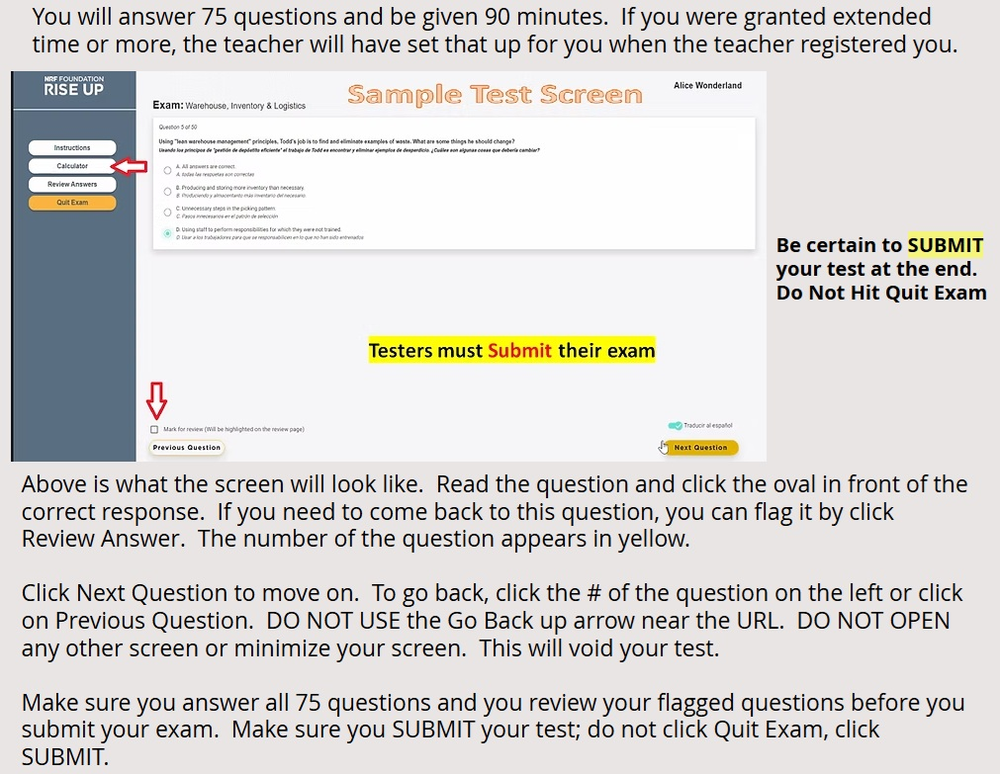 You will answer 75 questions and be given 90 minutes.  If you were granted extended
time or more, the teacher will have set that up for you when the teacher registered you.
NRF FOUNDATION
RISE UP
Sample Test Screen
Alice Wonderland
Exam: Warehouse, Inventory & Logistics
Instructions
Calculator
Review Answers
Quit Exam
Question 5 of 50
Using "lean warehouse management" principles, Todd's job is to find and eliminate examples of waste. What are some things he should change?
Usando los principos de "gestión de depósito eficiente" el trabajo de Todd es encontrar y eliminar ejemplos de desperdicio. ¿Cuáles son algunas cosas que debería cambiar?
A. All answers are correct.
A. todas las respuetas son correctas
B. Producing and storing more inventory than necessary.
B. Produciendo y almacentanto más inventario del necesario
C. Unnecessary steps in the picking pattern.
C. Pasos innecesarios en el patrón de selección
D. Using staff to perform responsibilities for which they were not trained.
D. Usar a los trabajadores para que se responsabilicen en lo que no han sido entrenados
Be certain to SUBMIT
your test at the end.
Do Not Hit Quit Exam
Testers must Submit their exam
Mark for review (Will be highlighted on the review page)
Traducir al español
Previous Question
Next Question
Above is what the screen will look like.  Read the question and click the oval in front of the
correct response.  If you need to come back to this question, you can flag it by click
Review Answer.  The number of the question appears in yellow.
Click Next Question to move on.  To go back, click the # of the question on the left or click
on Previous Question.  DO NOT USE the Go Back up arrow near the URL.  DO NOT OPEN
any other screen or minimize your screen.  This will void your test.
Make sure you answer all 75 questions and you review your flagged questions before you
submit your exam.  Make sure you SUBMIT your test; do not click Quit Exam, click
SUBMIT.